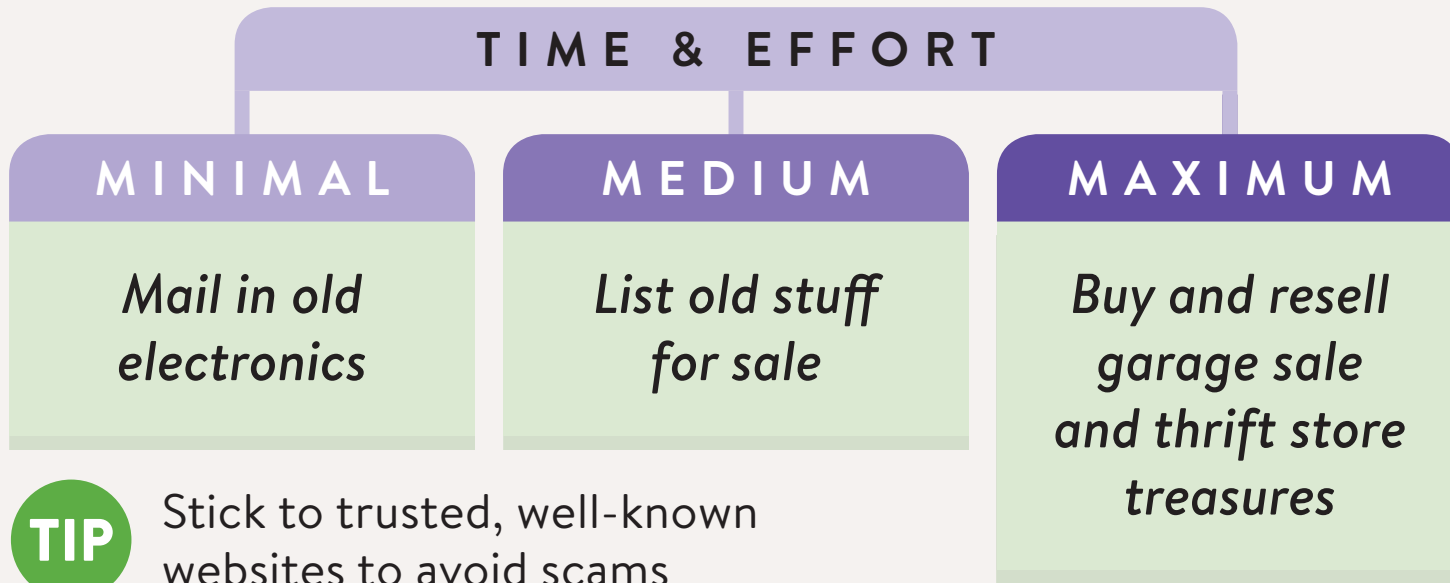 TIME & EFFORT
MINIMAL
Mail in old
electronics
MEDIUM
List old stuff
for sale
MAXIMUM
Buy and resell
garage sale
and thrift store
treasures
TIP
Stick to trusted, well-known
websites to avoid scams